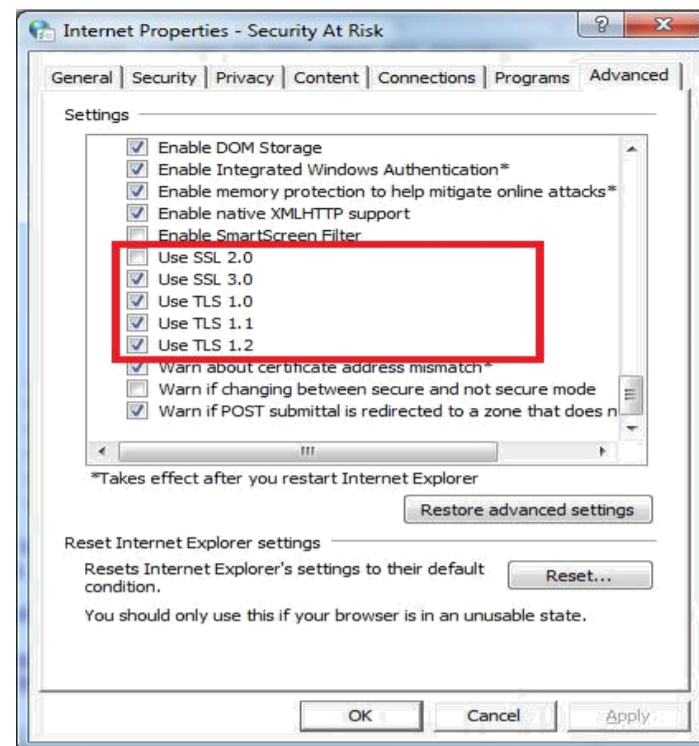 Internet Properties - Security At Risk
General Security Privacy Content Connections Programs Advanced
Settings
Enable DOM Storage
Enable Integrated Windows Authentication*
Enable memory protection to help mitigate online attacks*
Enable native XMLHTTP support
Enable SmartScreen Filter
Use SSL 2.0
Use SSL 3.0
Use TLS 1.0
Use TLS 1.1
Use TLS 1.2
Warn about certificate address mismatch*
Warn if changing between secure and not secure mode
Warn if POST submittal is redirected to a zone that does n
*Takes effect after you restart Internet Explorer
Restore advanced settings
Reset Internet Explorer settings
Resets Internet Explorer's settings to their default
condition.
Reset...
You should only use this if your browser is in an unusable state.
OK Cancel Apply